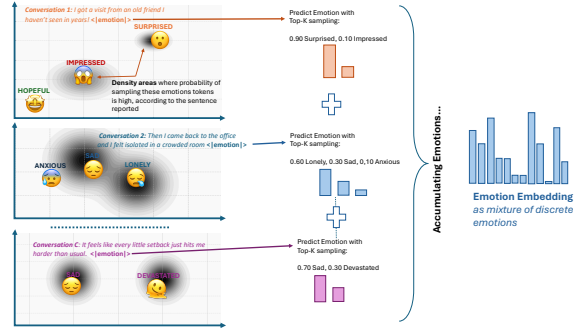 Conversation 1: I got a visit from an old friend I
haven't seen in years! <|emotion|>
SURPRISED
IMPRESSED
HOPEFUL
Density areas where probability of
sampling these emotions tokens
is high, according to the sentence
reported
Predict Emotion with
Top-K sampling:
0.90 Surprised, 0.10 Impressed
Conversation 2: Then I came back to the office
and I felt isolated in a crowded room <|emotion|>
ANXIOUS
SAD
LONELY
Predict Emotion with
Top-K sampling:
0.60 Lonely, 0.30 Sad, 0,10 Anxious
Conversation C: It feels like every little setback just hits me
harder than usual. <|emotion|>
SAD
DEVASTATED
Predict Emotion with
Top-K sampling:
0.70 Sad, 0.30 Devastated
Accumulating Emotions...
Emotion Embedding
as mixture of discrete
emotions